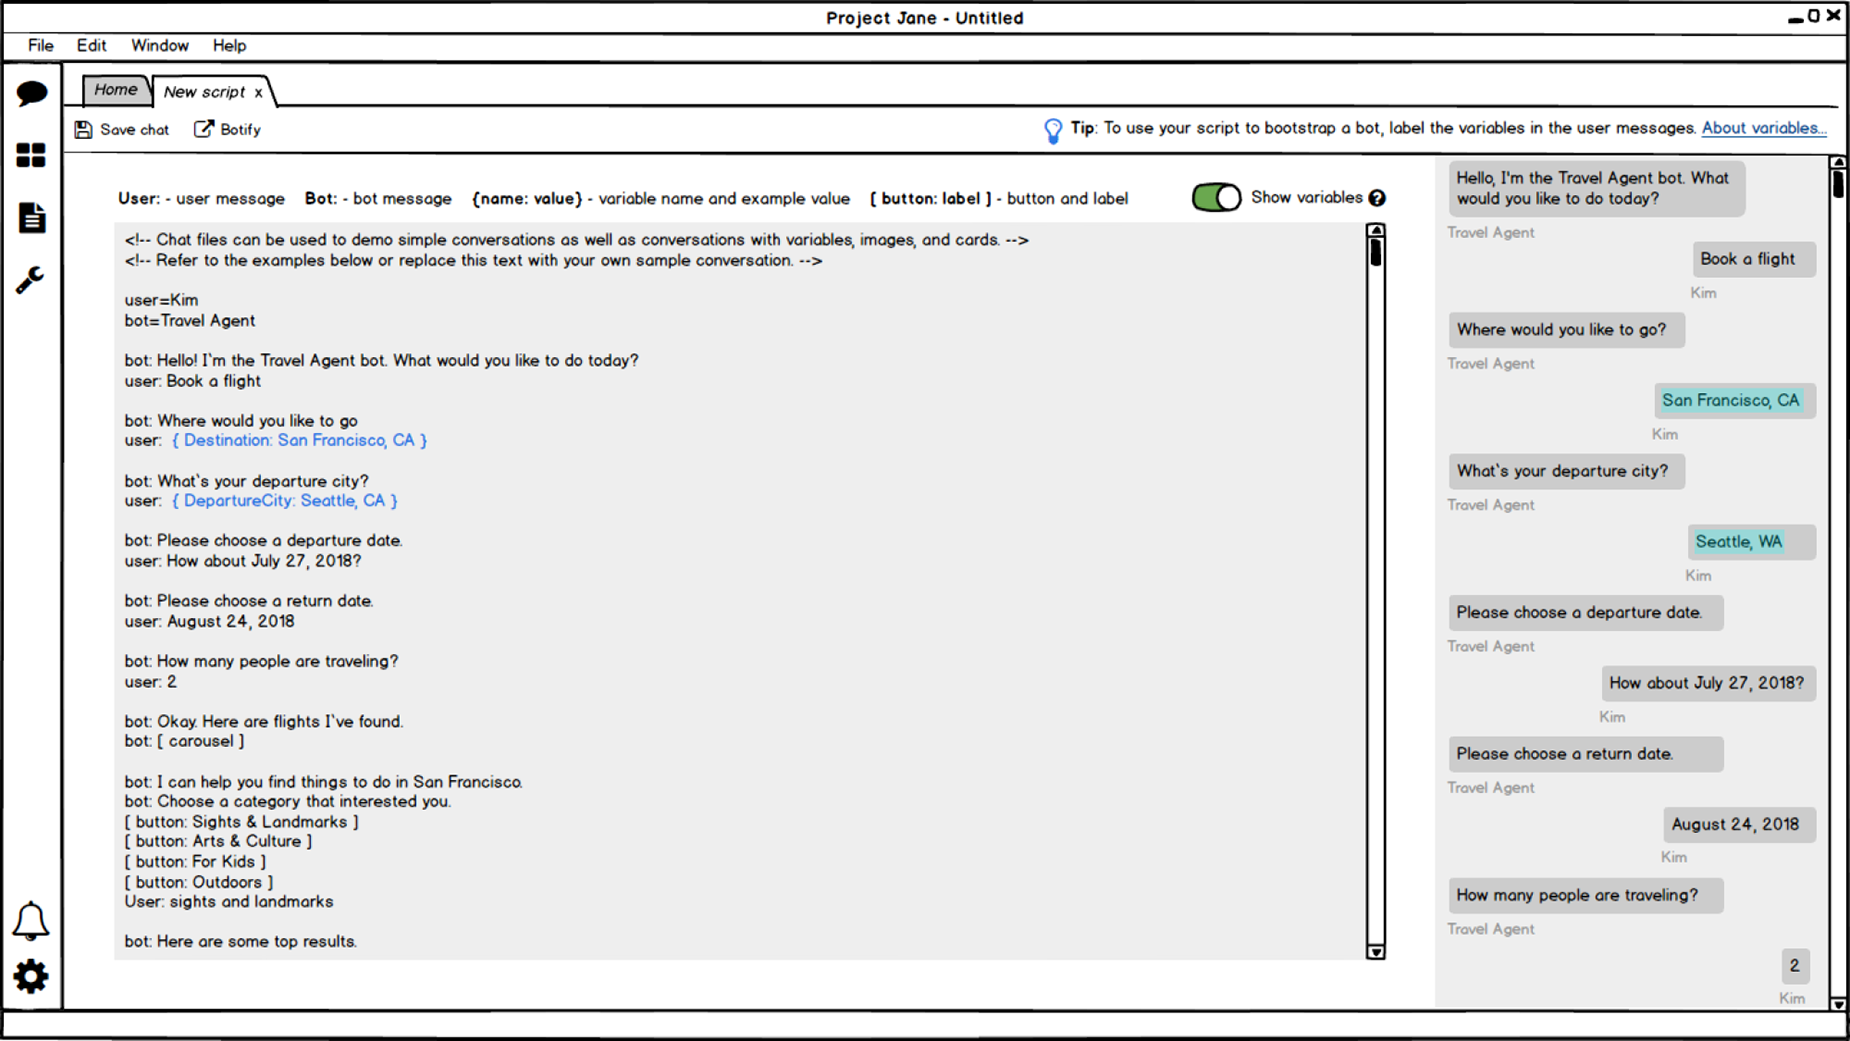 Project Jane - Untitled
File Edit Window Help
Home New script x
Save chat Botify
Tip: To use your script to bootstrap a bot, label the variables in the user messages. About variables...
User: - user message Bot: - bot message {name: value} - variable name and example value [ button: label ] - button and label
Show variables ?
<!-- Chat files can be used to demo simple conversations as well as conversations with variables, images, and cards. -->
<!-- Refer to the examples below or replace this text with your own sample conversation. -->
user=Kim
bot=Travel Agent
bot: Hello! I`m the Travel Agent bot. What would you like to do today?
user: Book a flight
bot: Where would you like to go
user: { Destination: San Francisco, CA }
bot: What`s your departure city?
user: { DepartureCity: Seattle, CA }
bot: Please choose a departure date.
user: How about July 27, 2018?
bot: Please choose a return date.
user: August 24, 2018
bot: How many people are traveling?
user: 2
bot: Okay. Here are flights I`ve found.
bot: [ carousel ]
bot: I can help you find things to do in San Francisco.
bot: Choose a category that interested you.
[ button: Sights & Landmarks ]
[ button: Arts & Culture ]
[ button: For Kids ]
[ button: Outdoors ]
User: sights and landmarks
bot: Here are some top results.
Hello, I'm the Travel Agent bot. What
would you like to do today?
Travel Agent
Book a flight
Kim
Where would you like to go?
Travel Agent
San Francisco, CA
Kim
What`s your departure city?
Travel Agent
Seattle, WA
Kim
Please choose a departure date.
Travel Agent
How about July 27, 2018?
Kim
Please choose a return date.
Travel Agent
August 24, 2018
Kim
How many people are traveling?
Travel Agent
2
Kim